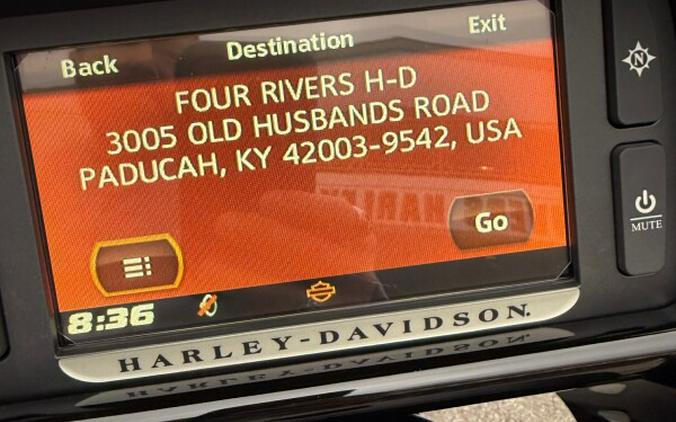 Back Destination Exit
FOUR RIVERS H-D
3005 OLD HUSBANDS ROAD
PADUCAH, KY 42003-9542, USA
Go
8:36
HARLEY-DAVIDSON
N
MUTE